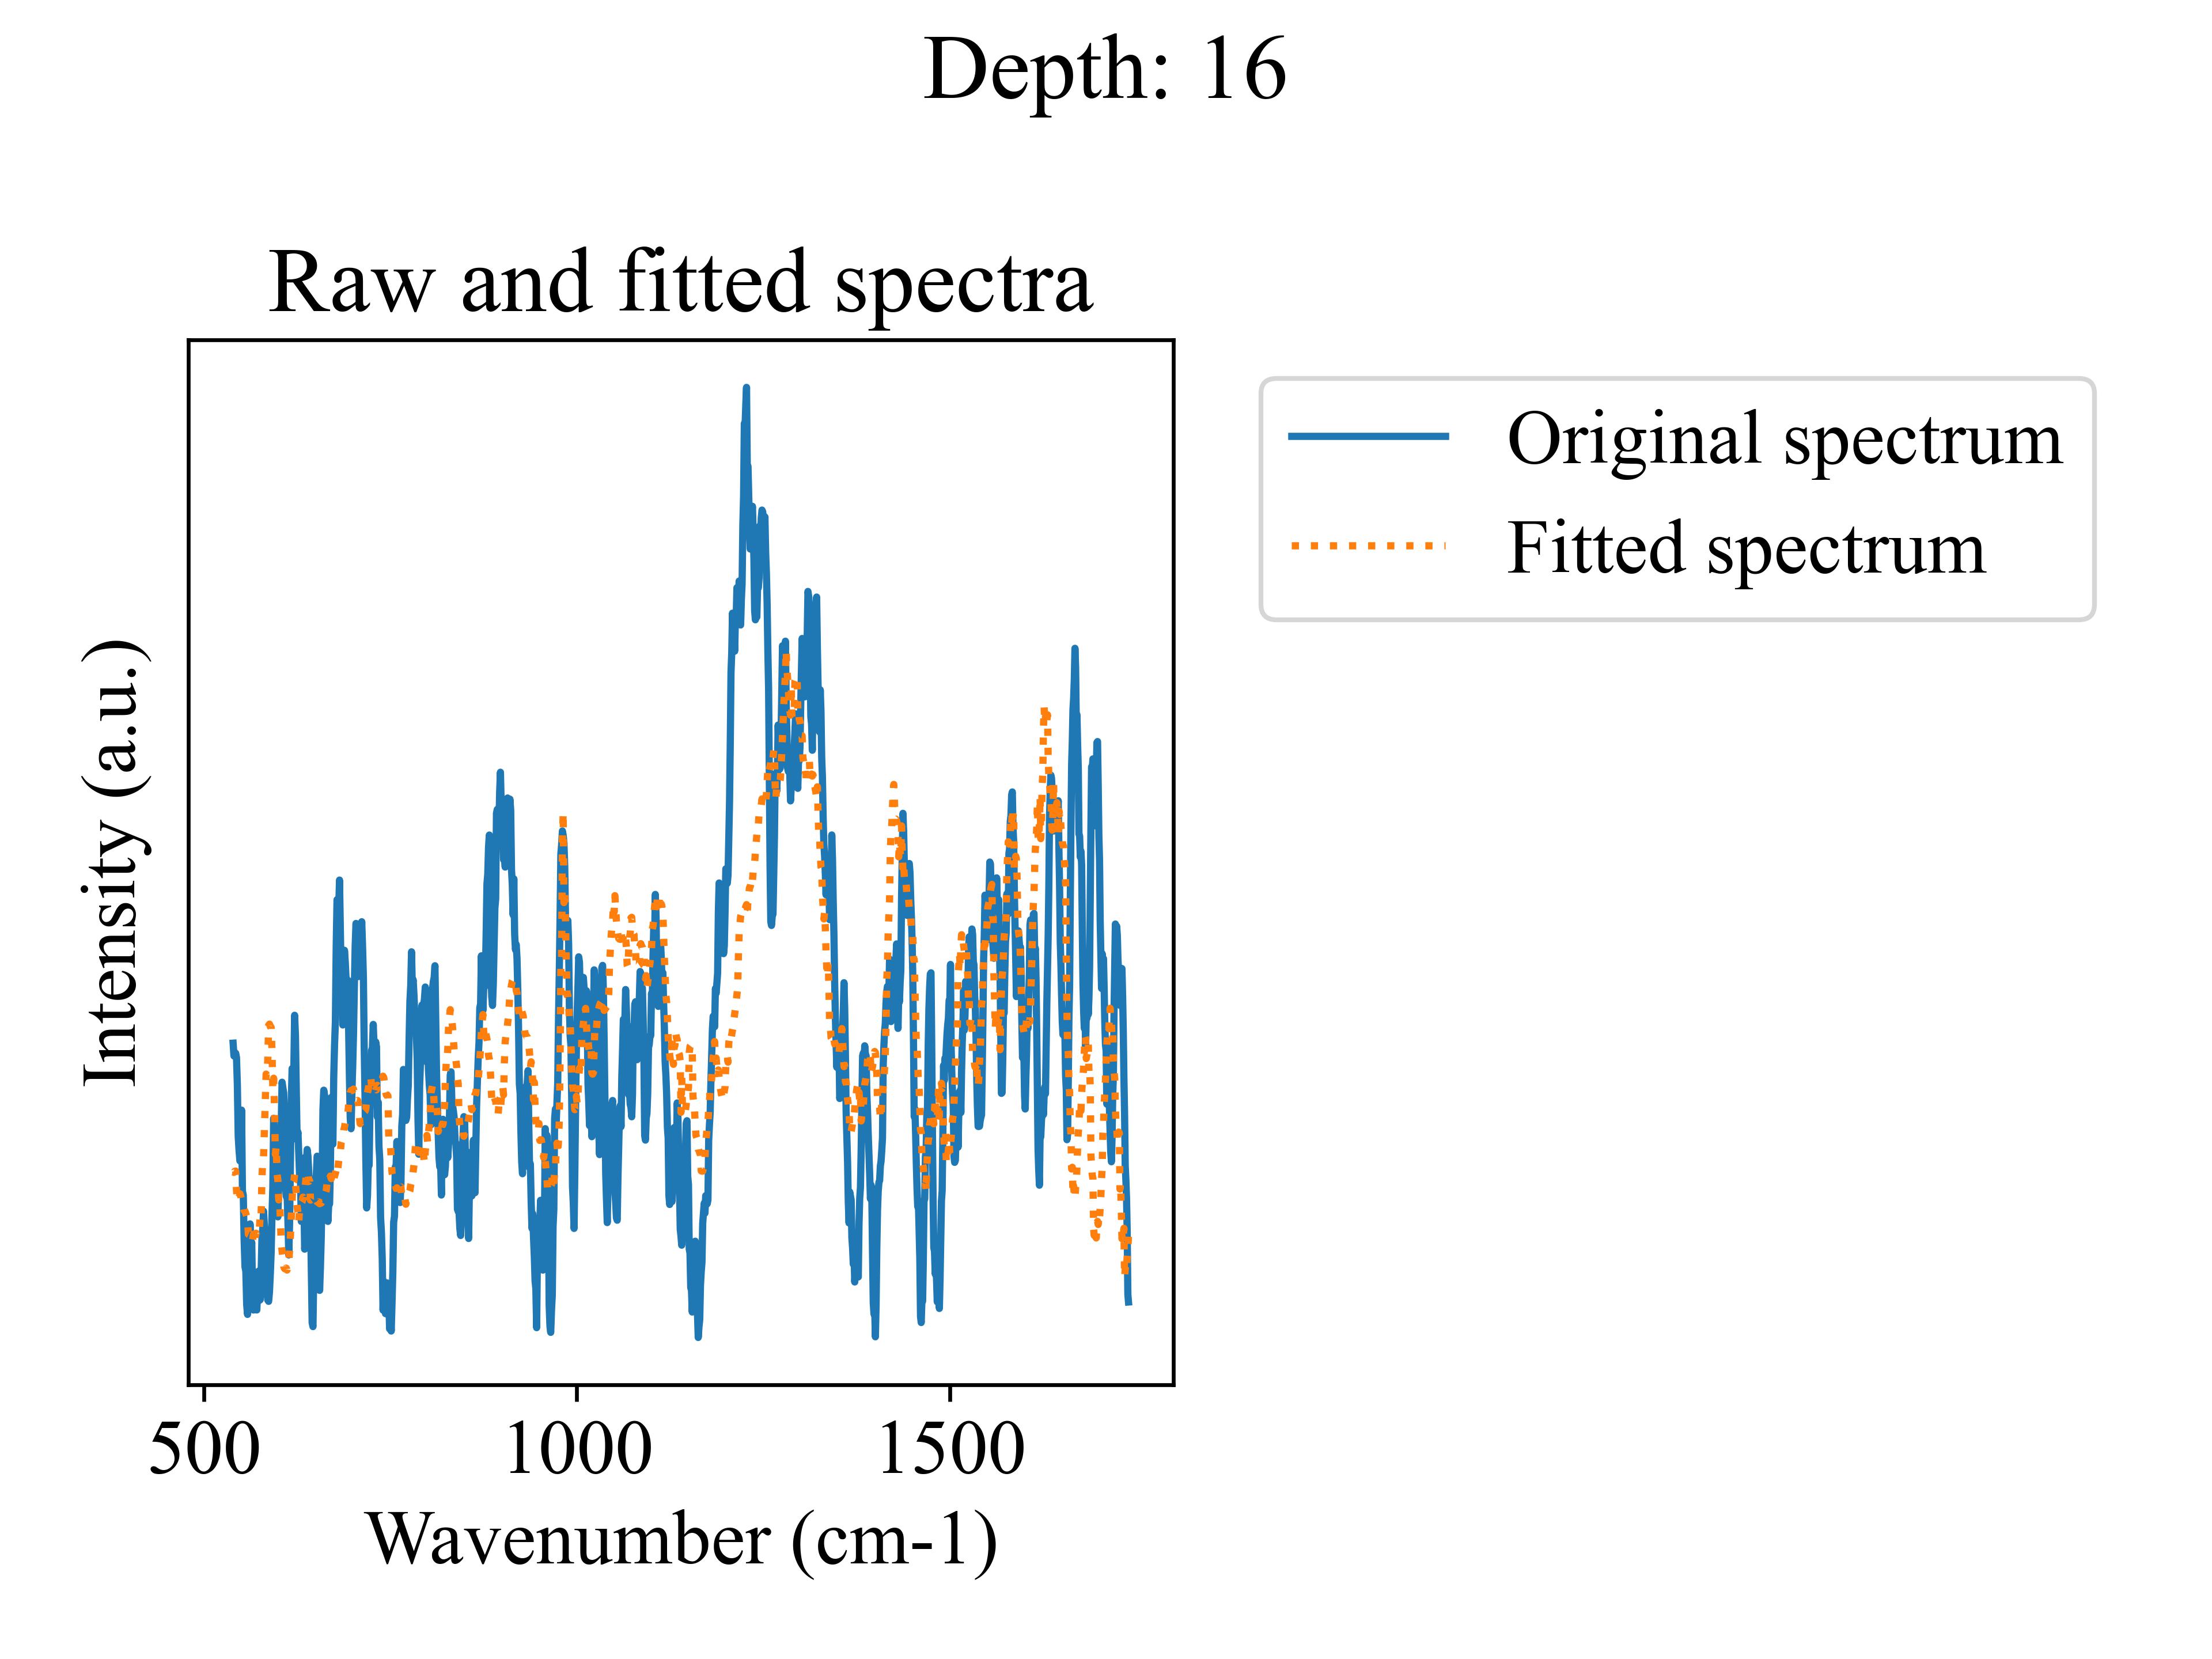 Depth: 16
Raw and fitted spectra
Original spectrum
Fitted spectrum
Intensity (a.u.)
500 1000 1500
Wavenumber (cm-1)